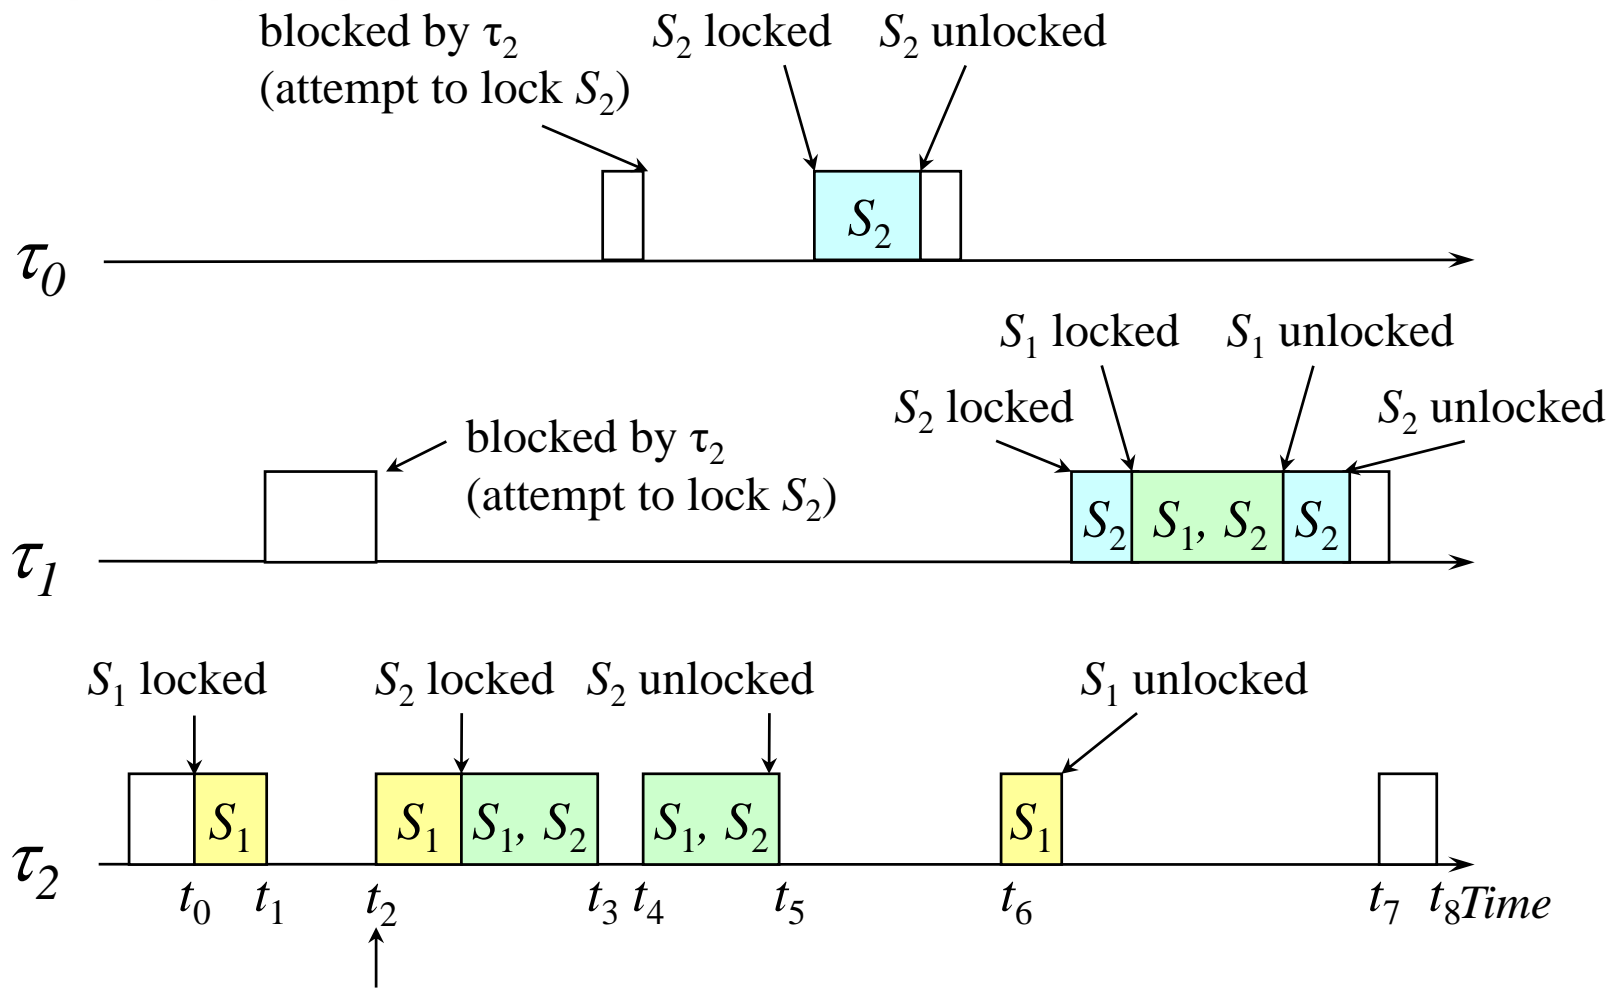 blocked by τ2
(attempt to lock S2)
S2 locked
S2 unlocked
S2
τ0
S1 locked
S1 unlocked
S2 locked
S2 unlocked
blocked by τ2
(attempt to lock S2)
S2
S1, S2
S2
τ1
S1 locked
S2 locked
S2 unlocked
S1 unlocked
S1
S1
S1, S2
S1, S2
S1
τ2
t0
t1
t2
t3
t4
t5
t6
t7
t8
Time